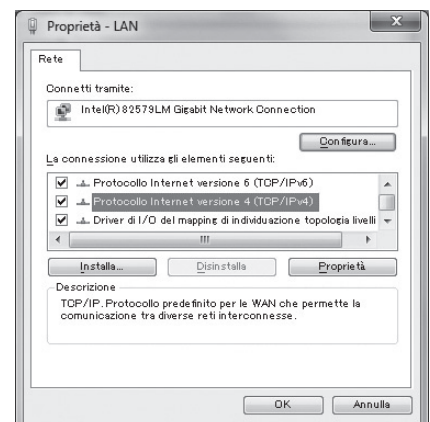 Proprietà - LAN
Rete
Connetti tramite:
Intel(R) 82579LM Gigabit Network Connection
Configura...
La connessione utilizza gli elementi seguenti:
Protocollo Internet versione 6 (TCP/IPv6)
Protocollo Internet versione 4 (TCP/IPv4)
Driver di I/O del mapping di individuazione topologia livelli
Installa... Disinstalla Proprietà
Descrizione
TCP/IP. Protocollo predefinito per le WAN che permette la
comunicazione tra diverse reti interconnesse.
OK Annulla